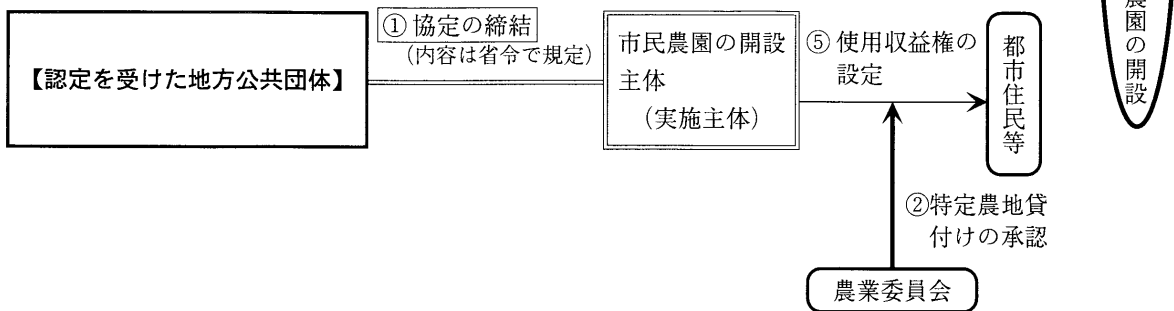 【認定を受けた地方公共団体】
① 協定の締結
(内容は省令で規定)
市民農園の開設
主体
(実施主体)
⑤ 使用収益権の
設定
都市住民等
②特定農地貸
付けの承認
農業委員会
農園の開設